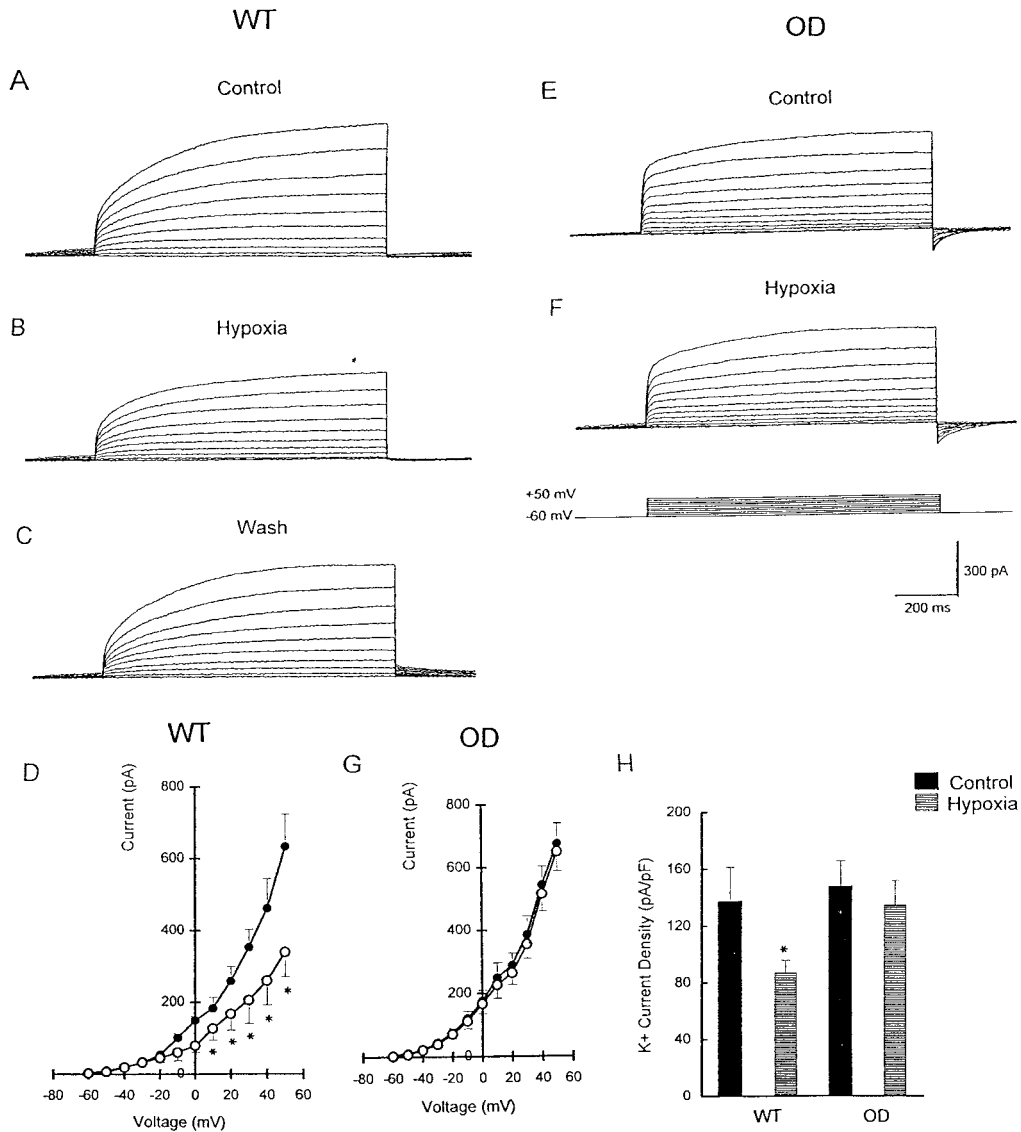 WT
OD
A
Control
E
Control
B
Hypoxia
F
Hypoxia
+50 mV
-60 mV
300 pA
200 ms
C
Wash
WT
OD
D
Current (pA)
800
600
400
200
0
-80
-60
-40
-20
0
20
40
60
Voltage (mV)
*
*
*
*
*
G
Current (pA)
800
600
400
200
0
-80
-60
-40
-20
0
20
40
60
Voltage (mV)
H
Control
Hypoxia
K+ Current Density (pA/pF)
200
160
120
80
40
0
*
WT
OD